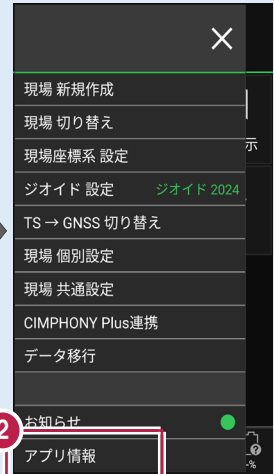 現場 新規作成
現場 切り替え
示
現場座標系 設定
ジオイド 設定 ジオイド 2024
TS → GNSS 切り替え
現場 個別設定
現場 共通設定
CIMPHONY Plus連携
データ移行
お知らせ
2
アプリ情報
-%